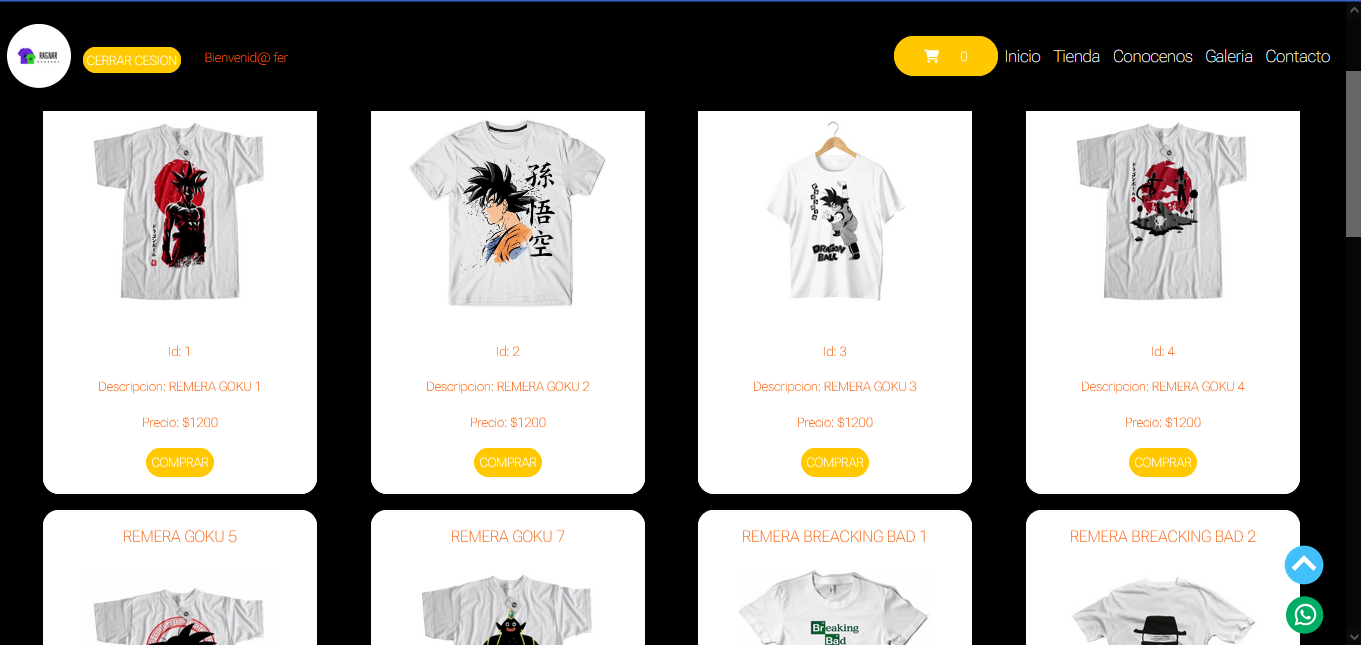 RAGNAR
REMERAS
CERRAR CESION
Bienvenid@ fer
0
Inicio
Tienda
Conocenos
Galeria
Contacto
孫
悟
空
DRAGON
BALL
Id: 1
Descripcion: REMERA GOKU 1
Precio: $1200
COMPRAR
Id: 2
Descripcion: REMERA GOKU 2
Precio: $1200
COMPRAR
Id: 3
Descripcion: REMERA GOKU 3
Precio: $1200
COMPRAR
Id: 4
Descripcion: REMERA GOKU 4
Precio: $1200
COMPRAR
REMERA GOKU 5
REMERA GOKU 7
REMERA BREACKING BAD 1
Breaking
Bad
REMERA BREACKING BAD 2